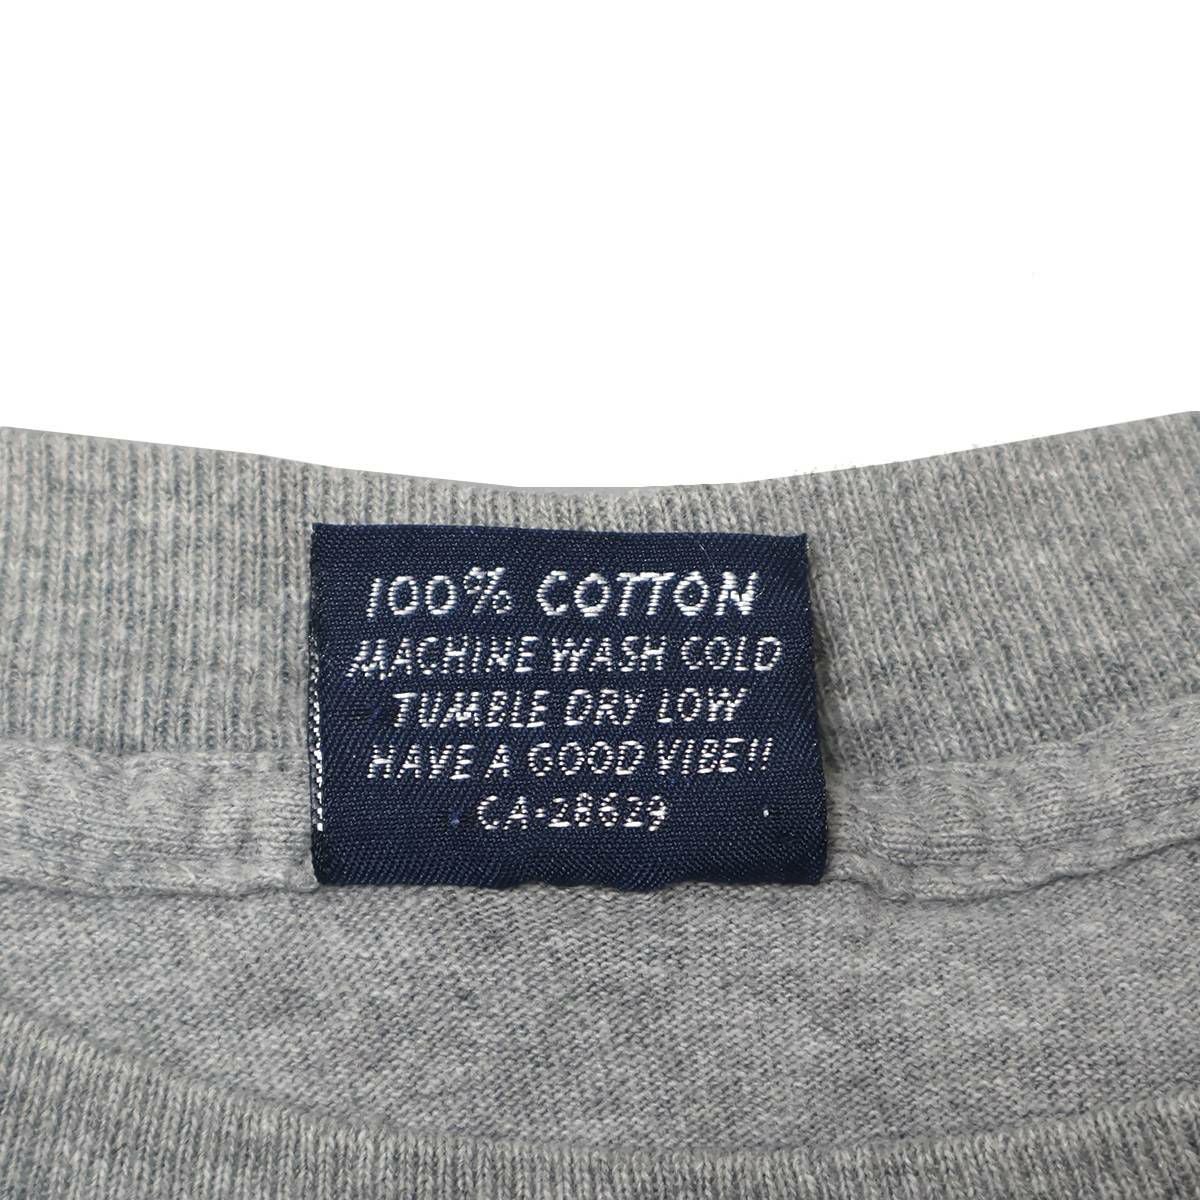 100% COTTON
MACHINE WASH COLD
TUMBLE DRY LOW
HAVE A GOOD VIBE!!
CA-28629